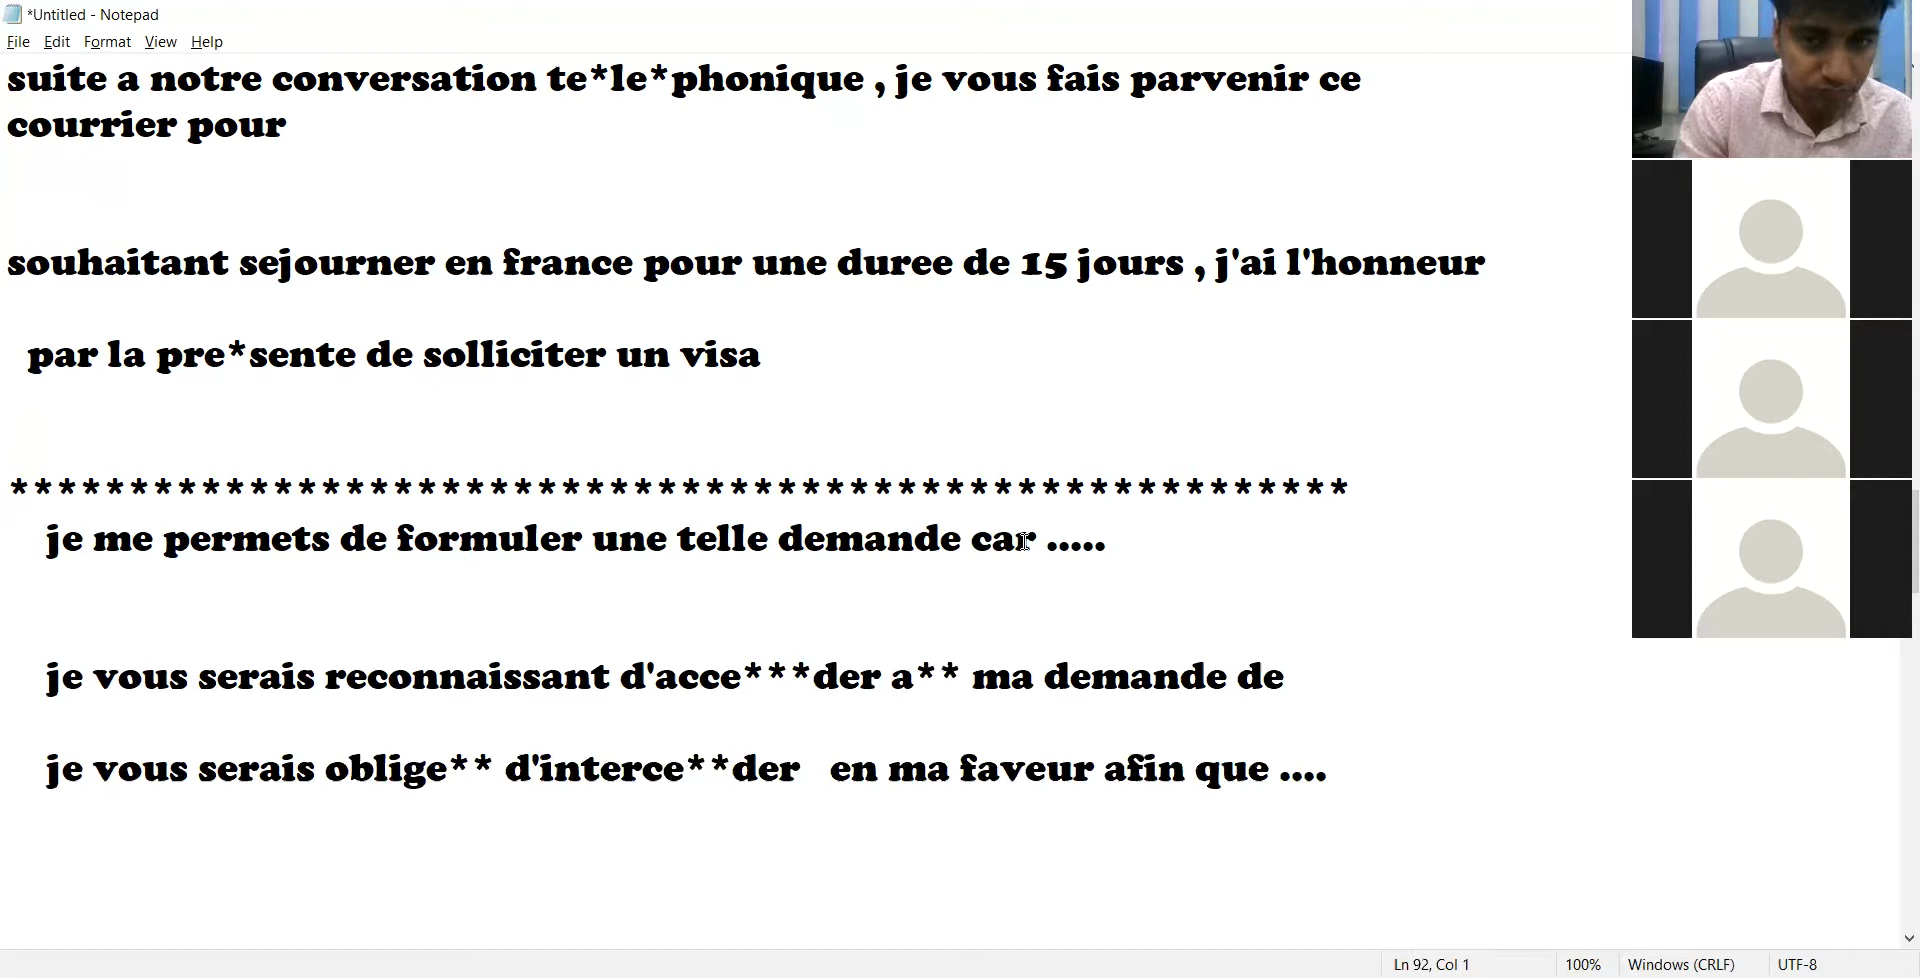 *Untitled - Notepad
File Edit Format View Help
suite a notre conversation te*le*phonique , je vous fais parvenir ce
courrier pour
souhaitant sejourner en france pour une duree de 15 jours , j'ai l'honneur
par la pre*sente de solliciter un visa
********************************************************
je me permets de formuler une telle demande car .....
je vous serais reconnaissant d'acce***der a** ma demande de
je vous serais oblige** d'interce**der en ma faveur afin que ....
Ln 92, Col 1 100% Windows (CRLF) UTF-8